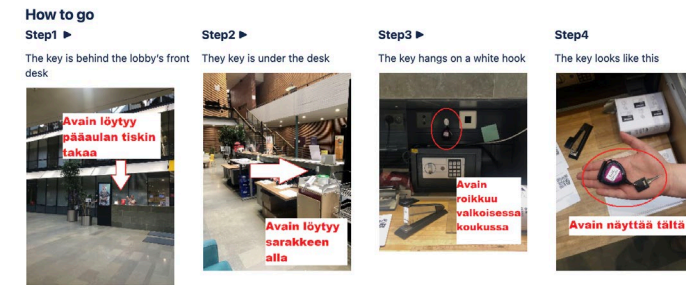 How to go
Step1 ▶
The key is behind the lobby's front
desk
Avain löytyy
pääaulan tiskin
takaa
Step2 ▶
They key is under the desk
Avain löytyy
sarakkeen
alla
Step3 ▶
The key hangs on a white hook
Avain
roikkuu
valkoisessa
koukussa
Step4
The key looks like this
Avain näyttää tältä